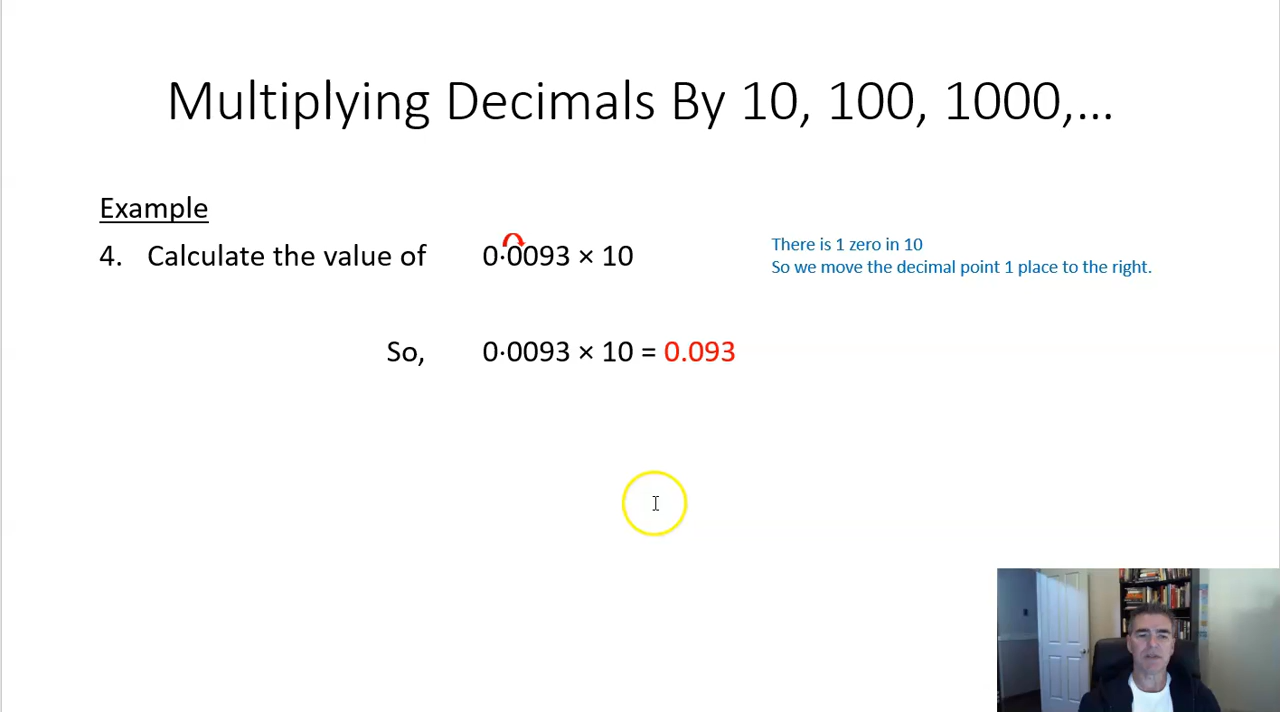 Multiplying Decimals By 10, 100, 1000,...
Example
4. Calculate the value of 0·0093 × 10
There is 1 zero in 10
So we move the decimal point 1 place to the right.
So, 0·0093 × 10 = 0.093